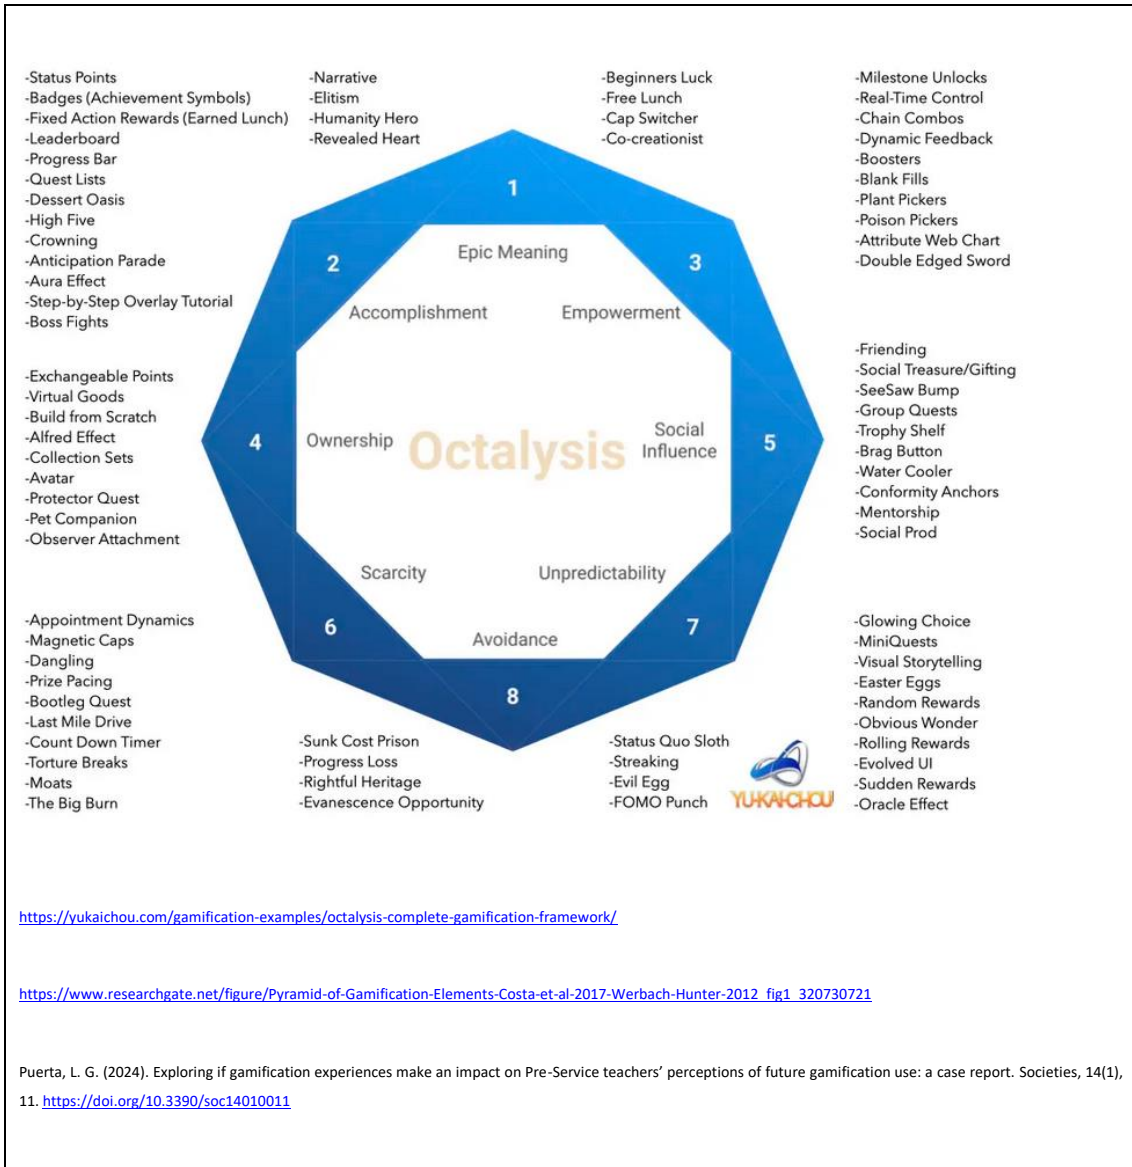 -Status Points
-Badges (Achievement Symbols)
-Fixed Action Rewards (Earned Lunch)
-Leaderboard
-Progress Bar
-Quest Lists
-Dessert Oasis
-High Five
-Crowning
-Anticipation Parade
-Aura Effect
-Step-by-Step Overlay Tutorial
-Boss Fights
-Narrative
-Elitism
-Humanity Hero
-Revealed Heart
-Beginners Luck
-Free Lunch
-Cap Switcher
-Co-creationist
-Milestone Unlocks
-Real-Time Control
-Chain Combos
-Dynamic Feedback
-Boosters
-Blank Fills
-Plant Pickers
-Poison Pickers
-Attribute Web Chart
-Double Edged Sword
1
Epic Meaning
2
Accomplishment
3
Empowerment
-Exchangeable Points
-Virtual Goods
-Build from Scratch
-Alfred Effect
-Collection Sets
-Avatar
-Protector Quest
-Pet Companion
-Observer Attachment
4
Ownership
Octalysis
Social
Influence
5
-Friending
-Social Treasure/Gifting
-SeeSaw Bump
-Group Quests
-Trophy Shelf
-Brag Button
-Water Cooler
-Conformity Anchors
-Mentorship
-Social Prod
Scarcity
6
Unpredictability
7
Avoidance
8
-Appointment Dynamics
-Magnetic Caps
-Dangling
-Prize Pacing
-Bootleg Quest
-Last Mile Drive
-Count Down Timer
-Torture Breaks
-Moats
-The Big Burn
-Sunk Cost Prison
-Progress Loss
-Rightful Heritage
-Evanescence Opportunity
-Status Quo Sloth
-Streaking
-Evil Egg
-FOMO Punch
YU-KAI-CHOU
-Glowing Choice
-MiniQuests
-Visual Storytelling
-Easter Eggs
-Random Rewards
-Obvious Wonder
-Rolling Rewards
-Evolved UI
-Sudden Rewards
-Oracle Effect
https://yukaichou.com/gamification-examples/octalysis-complete-gamification-framework/
https://www.researchgate.net/figure/Pyramid-of-Gamification-Elements-Costa-et-al-2017-Werbach-Hunter-2012_fig1_320730721
Puerta, L. G. (2024). Exploring if gamification experiences make an impact on Pre-Service teachers’ perceptions of future gamification use: a case report. Societies, 14(1),
11. https://doi.org/10.3390/soc14010011